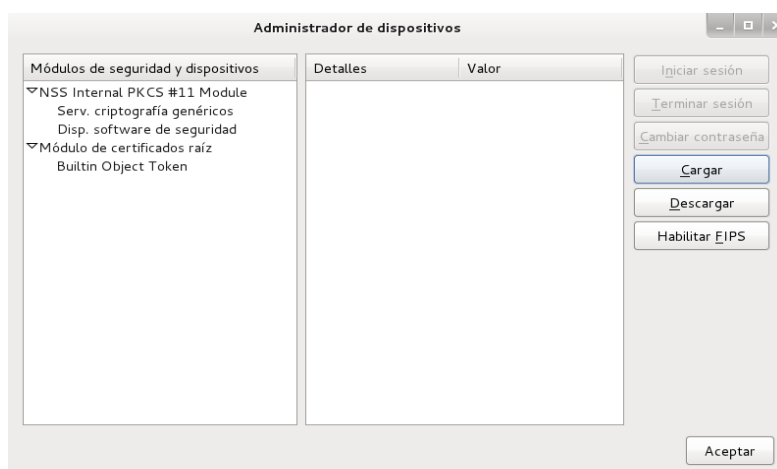 Administrador de dispositivos
Módulos de seguridad y dispositivos
NSS Internal PKCS #11 Module
Serv. criptografía genéricos
Disp. software de seguridad
Módulo de certificados raíz
Builtin Object Token
Detalles
Valor
Iniciar sesión
Terminar sesión
Cambiar contraseña
Cargar
Descargar
Habilitar FIPS
Aceptar